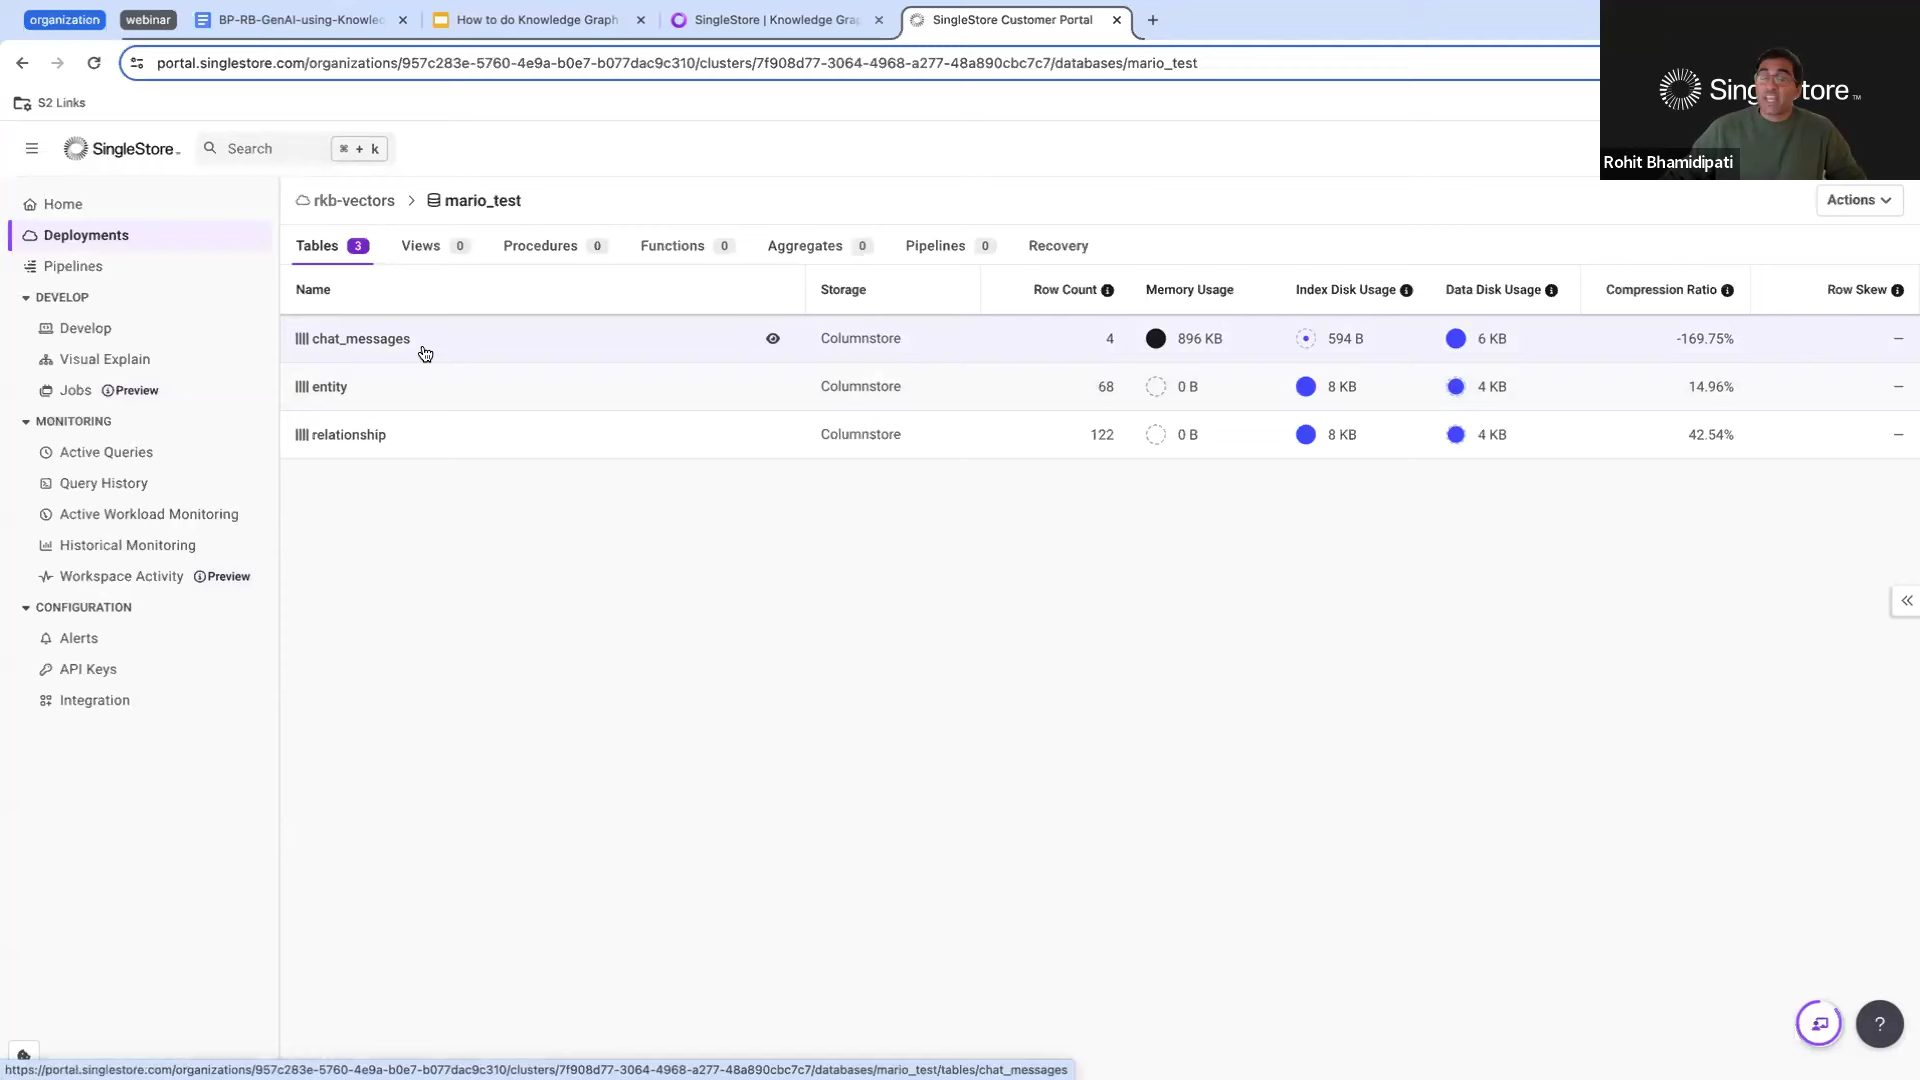 organization
webinar
BP-RB-GenAI-using-Knowled
How to do Knowledge Graph
SingleStore | Knowledge Gra
SingleStore Customer Portal
portal.singlestore.com/organizations/957c283e-5760-4e9a-b0e7-b077dac9c310/clusters/7f908d77-3064-4968-a277-48a890cbc7c7/databases/mario_test
S2 Links
Rohit Bhamidipati
SingleStore
Search
⌘ + k
rkb-vectors > mario_test
Actions
Home
Deployments
Pipelines
DEVELOP
Develop
Visual Explain
Jobs Preview
MONITORING
Active Queries
Query History
Active Workload Monitoring
Historical Monitoring
Workspace Activity Preview
CONFIGURATION
Alerts
API Keys
Integration
Tables 3 Views 0 Procedures 0 Functions 0 Aggregates 0 Pipelines 0 Recovery
Name Storage Row Count Memory Usage Index Disk Usage Data Disk Usage Compression Ratio Row Skew
chat_messages Columnstore 4 896 KB 594 B 6 KB -169.75% –
entity Columnstore 68 0 B 8 KB 4 KB 14.96% –
relationship Columnstore 122 0 B 8 KB 4 KB 42.54% –
?
https://portal.singlestore.com/organizations/957c283e-5760-4e9a-b0e7-b077dac9c310/clusters/7f908d77-3064-4968-a277-48a890cbc7c7/databases/mario_test/tables/chat_messages